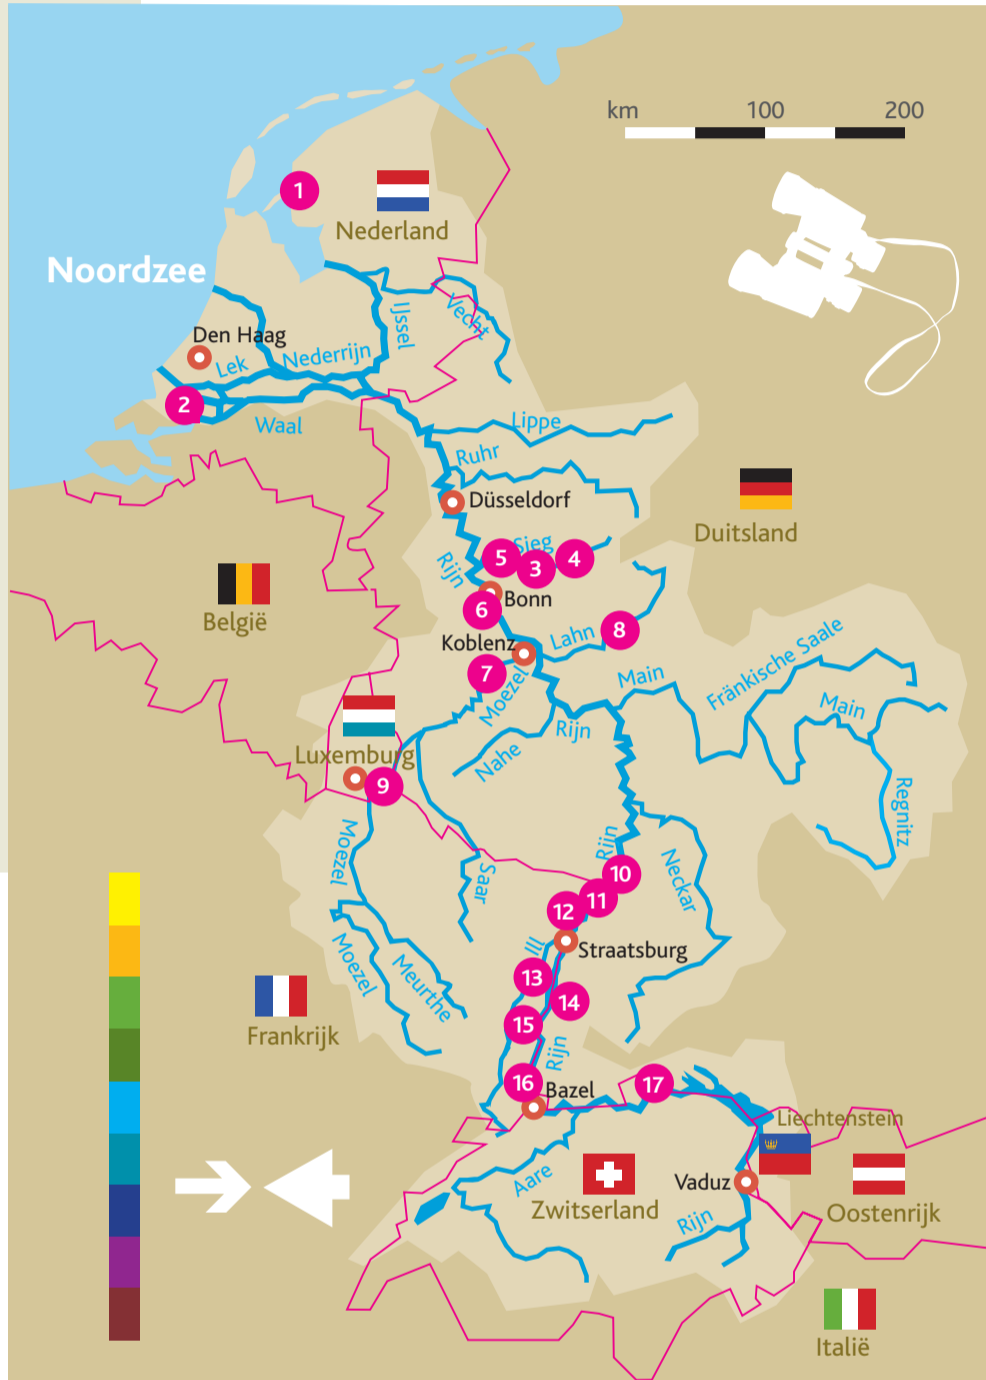 km 100 200
1
Nederland
Noordzee
IJssel
Vecht
Den Haag
Lek
Nederrijn
2
Waal
Lippe
Ruhr
Düsseldorf
Duitsland
Sieg
5
3
4
Rijn
België
Bonn
6
Koblenz
Lahn
8
7
Moezel
Main
Fränkische Saale
Main
Rijn
Nahe
Luxemburg
9
Regnitz
Moezel
Saar
Rijn
Neckar
10
11
12
Ill
Straatsburg
Moezel
Meurthe
13
14
15
Frankrijk
Rijn
16
Bazel
17
Liechtenstein
Aare
Vaduz
Zwitserland
Rijn
Oostenrijk
Italië